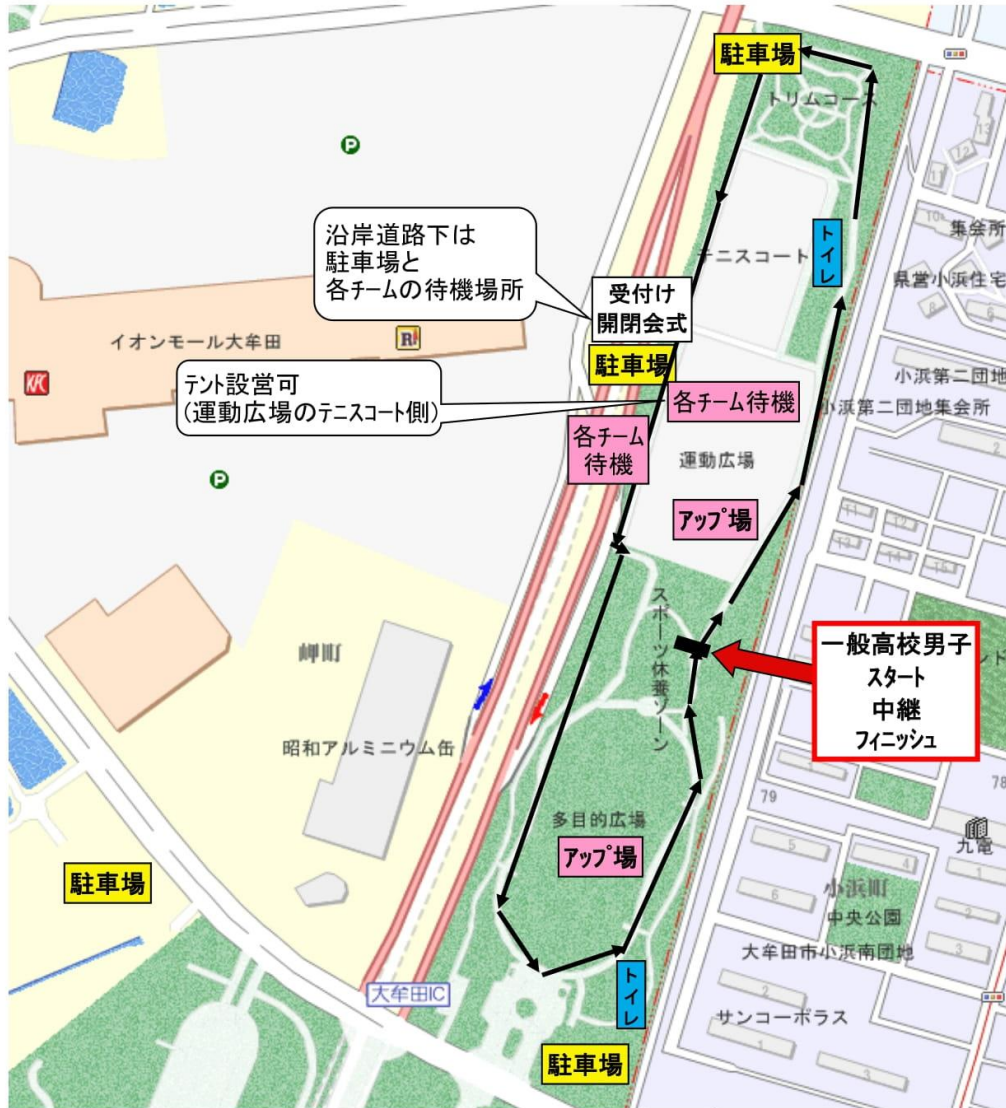 駐車場
トリムコース
P
沿岸道路下は
駐車場と
各チームの待機場所
トイレ
集会所
テニスコート
県営小浜住宅
受付け
開閉会式
イオンモール大牟田
R
KFC
駐車場
小浜第二団地
テント設営可
(運動広場のテニスコート側)
各チーム待機
小浜第二団地集会所
各チーム
待機
運動広場
P
アップ場
スポーツ休養ゾーン
一般高校男子
スタート
中継
フィニッシュ
岬町
昭和アルミニウム缶
79
78
多目的広場
アップ場
九電
駐車場
小浜町
中央公園
大牟田市小浜南団地
大牟田IC
トイレ
サンコーポラス
駐車場